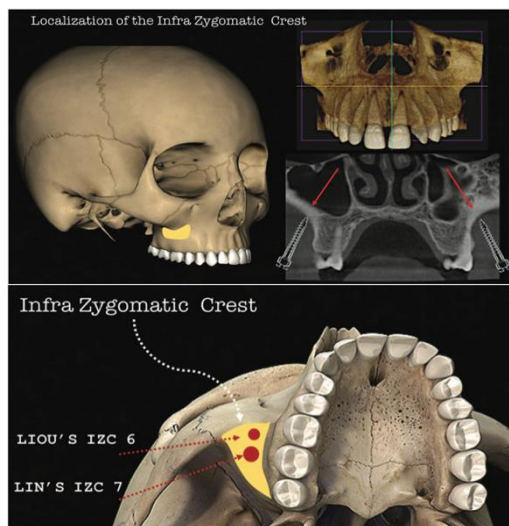 Localization of the Infra Zygomatic Crest
Infra Zygomatic Crest
LIOU'S IZC 6
LIN'S IZC 7